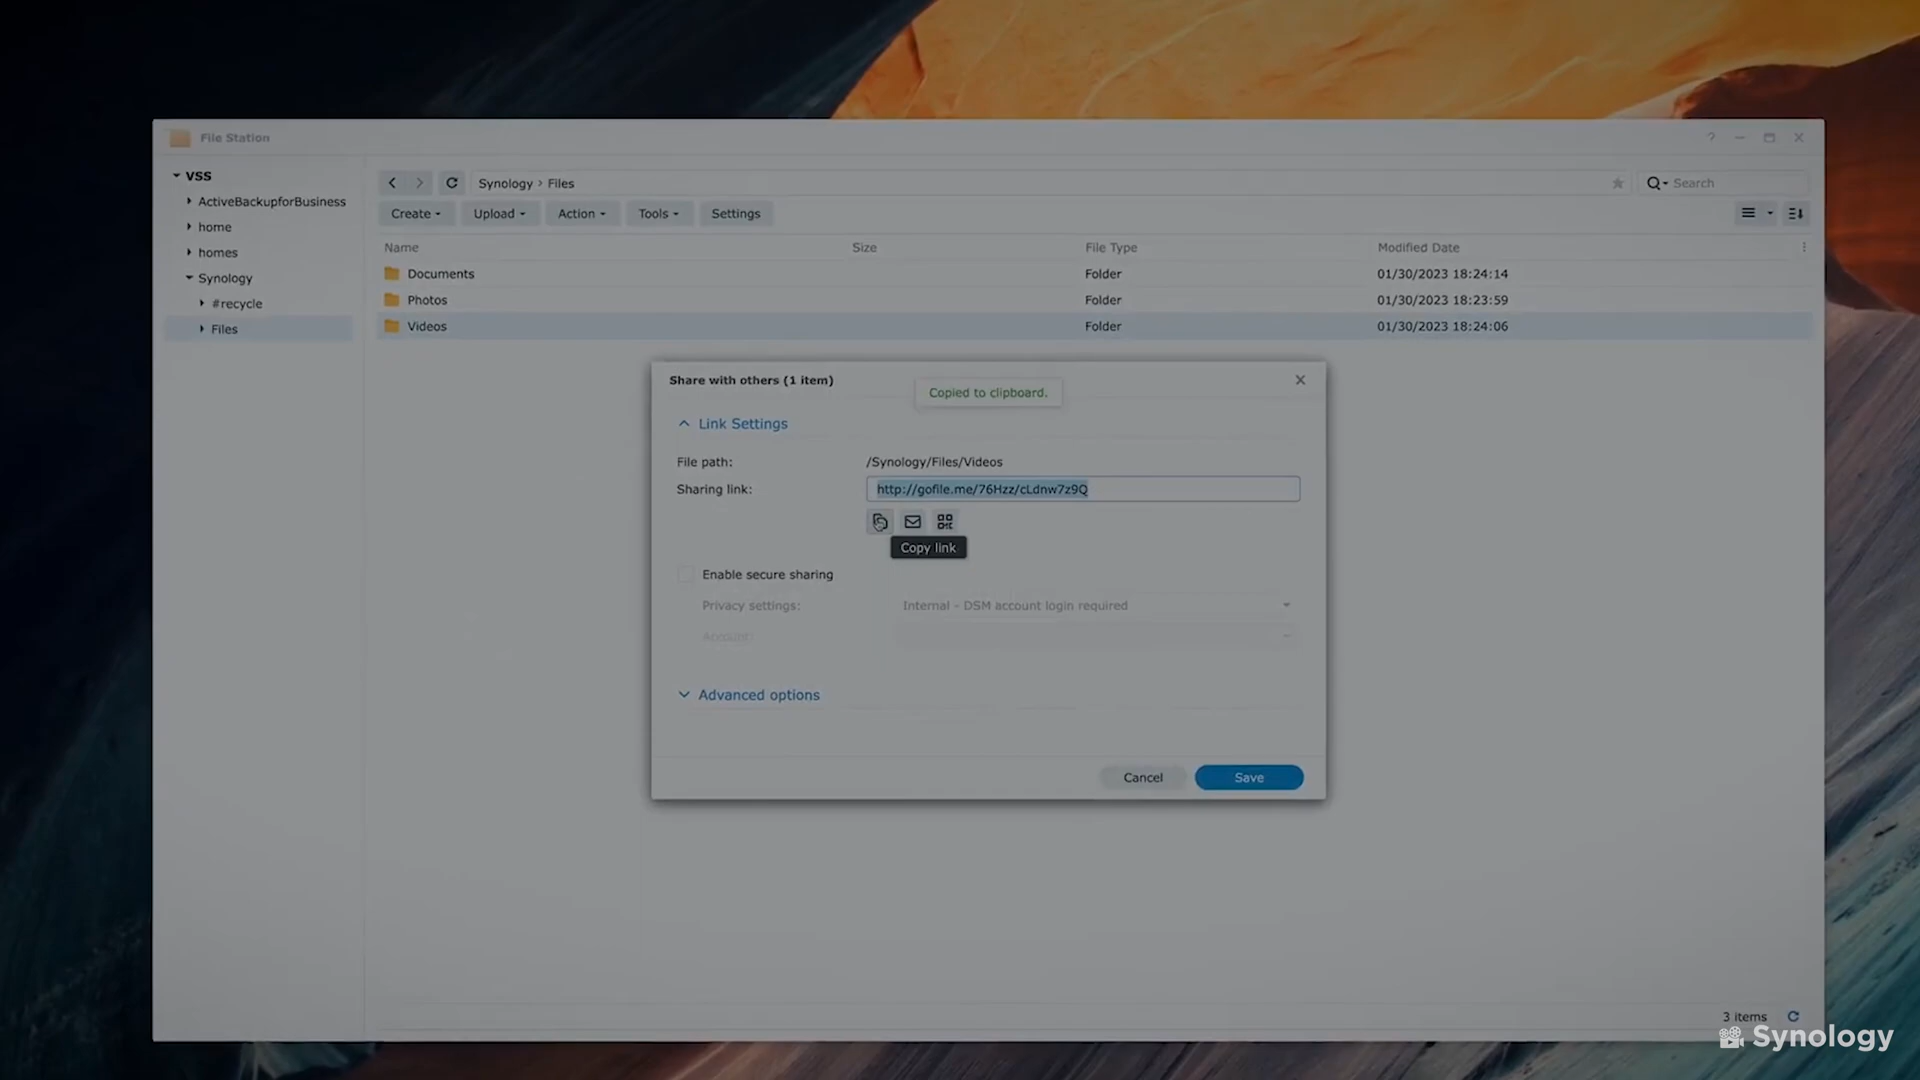 File Station
?
VSS
ActiveBackupforBusiness
home
homes
Synology
#recycle
Files
Synology › Files
Search
Create
Upload
Action
Tools
Settings
Name Size File Type Modified Date
Documents Folder 01/30/2023 18:24:14
Photos Folder 01/30/2023 18:23:59
Videos Folder 01/30/2023 18:24:06
Share with others (1 item)
Copied to clipboard.
Link Settings
File path: /Synology/Files/Videos
Sharing link: http://gofile.me/76Hzz/cLdnw7z9Q
Copy link
Enable secure sharing
Privacy settings: Internal - DSM account login required
Account:
Advanced options
Cancel
Save
3 items
Synology